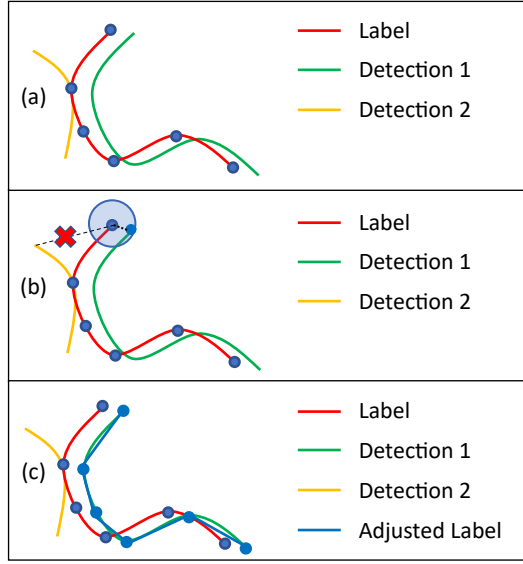 (a)
Label
Detection 1
Detection 2
(b)
Label
Detection 1
Detection 2
(c)
Label
Detection 1
Detection 2
Adjusted Label